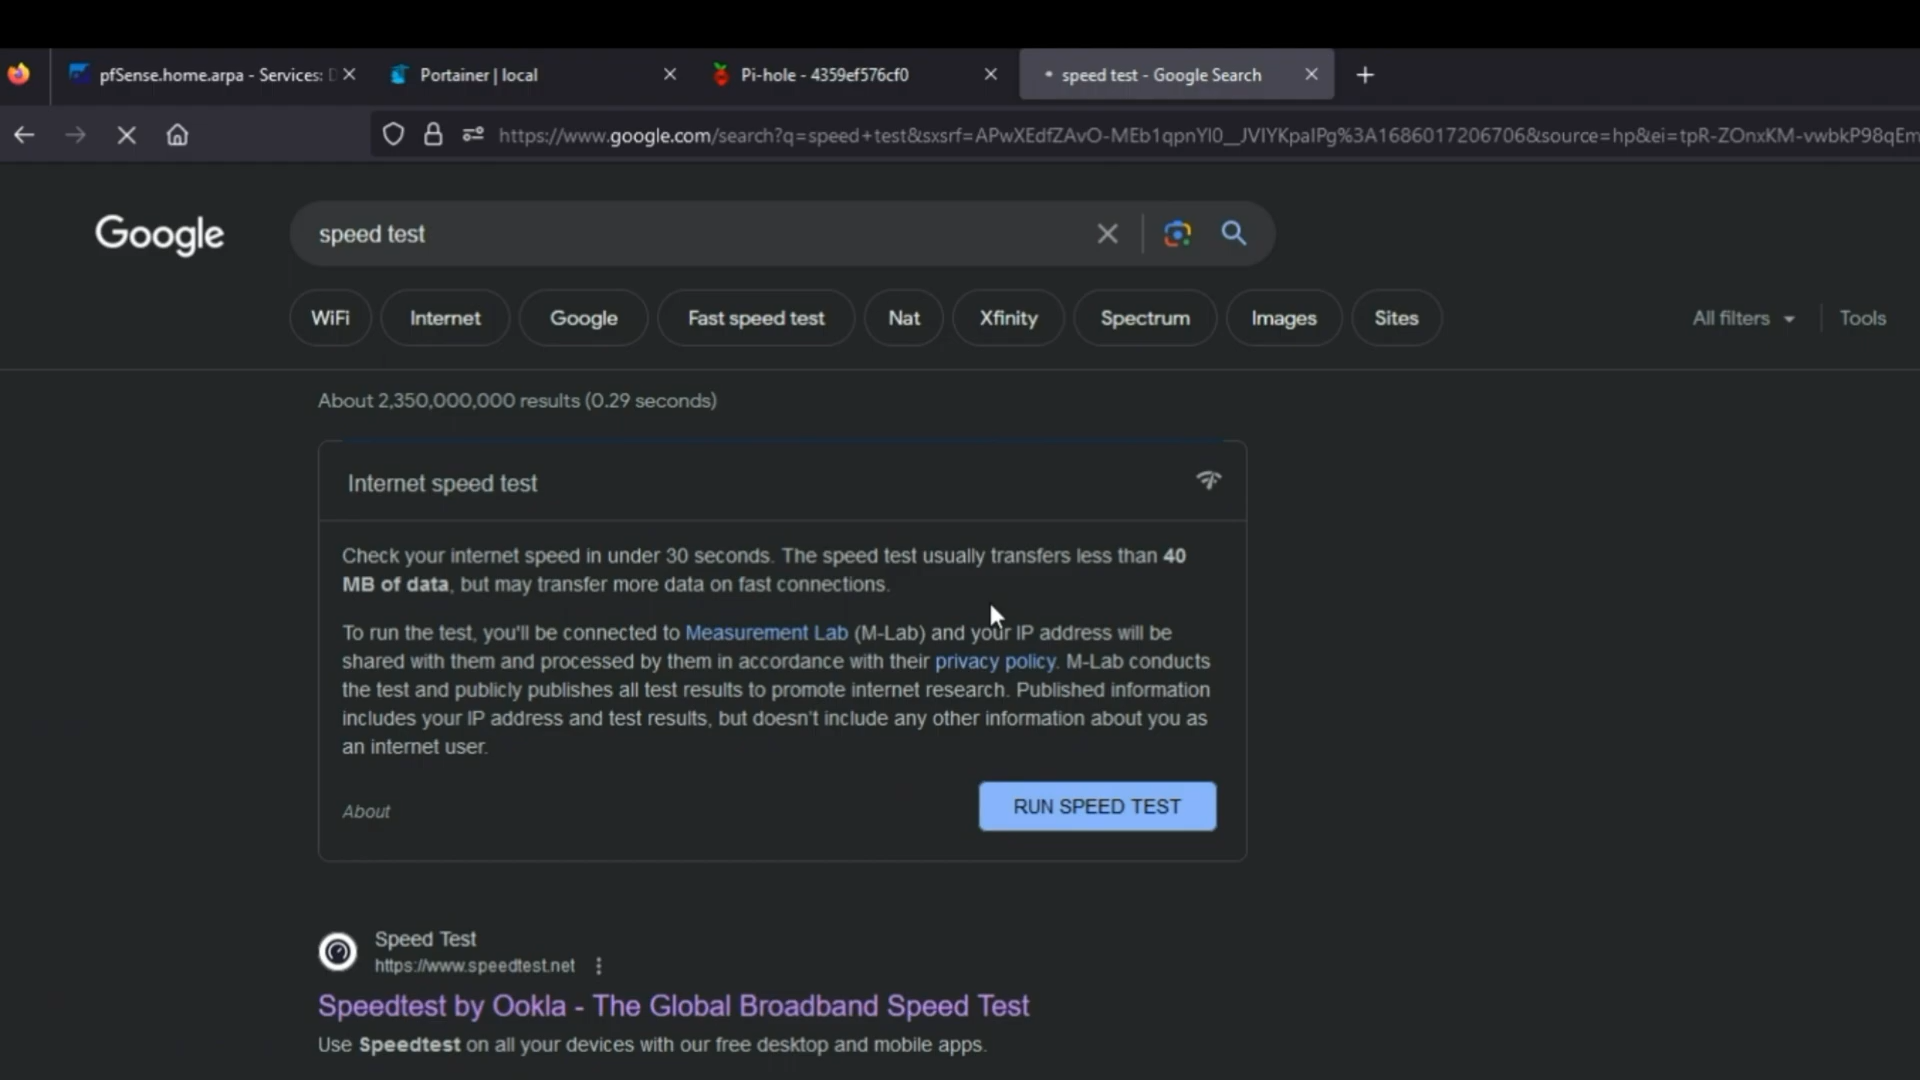 pfSense.home.arpa - Services: D
Portainer | local
Pi-hole - 4359ef576cf0
speed test - Google Search
https://www.google.com/search?q=speed+test&sxsrf=APwXEdfZAvO-MEb1qpnYl0__JVIYKpaIPg%3A1686017206706&source=hp&ei=tpR-ZOnxKM-vwbkP98qEm
Google
speed test
WiFi
Internet
Google
Fast speed test
Nat
Xfinity
Spectrum
Images
Sites
All filters
Tools
About 2,350,000,000 results (0.29 seconds)
Internet speed test
Check your internet speed in under 30 seconds. The speed test usually transfers less than 40
MB of data, but may transfer more data on fast connections.
To run the test, you'll be connected to Measurement Lab (M-Lab) and your IP address will be
shared with them and processed by them in accordance with their privacy policy. M-Lab conducts
the test and publicly publishes all test results to promote internet research. Published information
includes your IP address and test results, but doesn't include any other information about you as
an internet user.
About
RUN SPEED TEST
Speed Test
https://www.speedtest.net
Speedtest by Ookla - The Global Broadband Speed Test
Use Speedtest on all your devices with our free desktop and mobile apps.